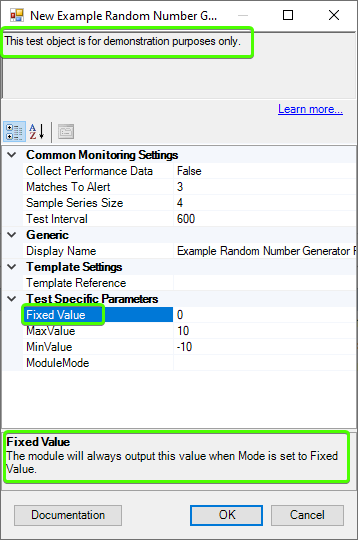 New Example Random Number G...
This test object is for demonstration purposes only.
Learn more...
Common Monitoring Settings
Collect Performance Data False
Matches To Alert 3
Sample Series Size 4
Test Interval 600
Generic
Display Name Example Random Number Generator
Template Settings
Template Reference
Test Specific Parameters
Fixed Value 0
MaxValue 10
MinValue -10
ModuleMode
Fixed Value
The module will always output this value when Mode is set to Fixed
Value.
Documentation OK Cancel